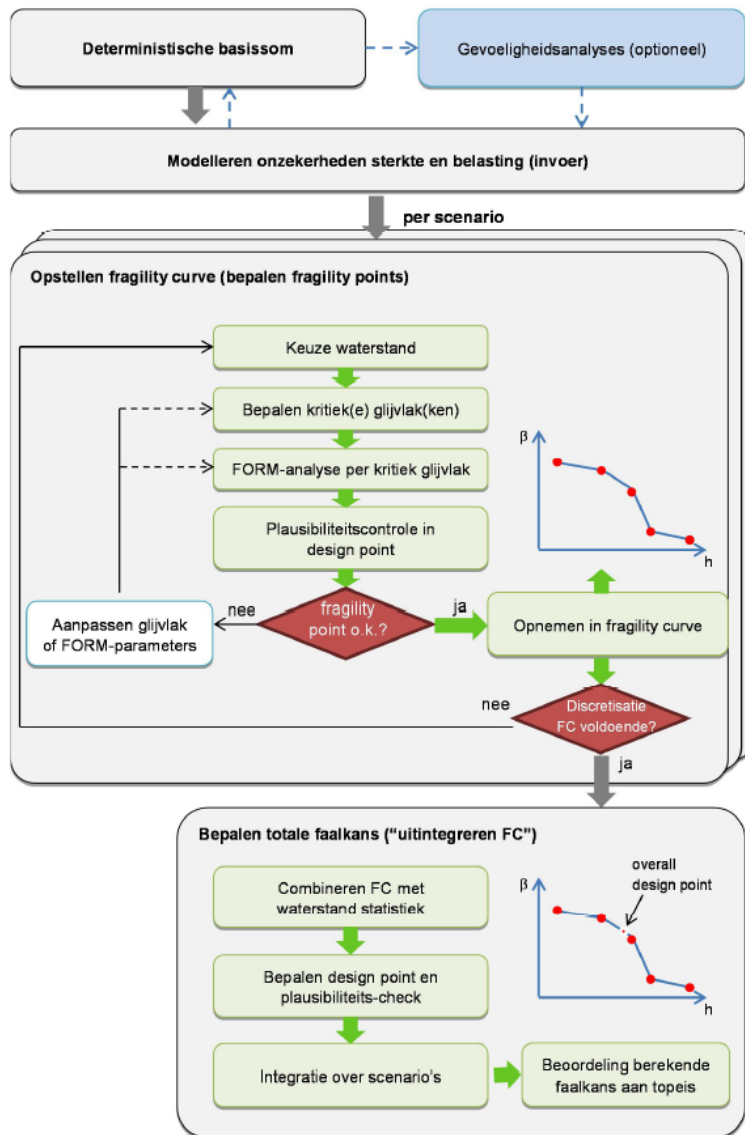 Deterministische basissom
Gevoeligheidsanalyses (optioneel)
Modelleren onzekerheden sterkte en belasting (invoer)
per scenario
Opstellen fragility curve (bepalen fragility points)
Keuze waterstand
Bepalen kritiek(e) glijvlak(ken)
FORM-analyse per kritiek glijvlak
Plausibiliteitscontrole in
design point
β
h
fragility
point o.k.?
nee
ja
Aanpassen glijvlak
of FORM-parameters
Opnemen in fragility curve
nee
Discretisatie
FC voldoende?
ja
Bepalen totale faalkans (“uitintegreren FC”)
Combineren FC met
waterstand statistiek
Bepalen design point en
plausibiliteits-check
Integratie over scenario's
β
overall
design point
h
Beoordeling berekende
faalkans aan topeis